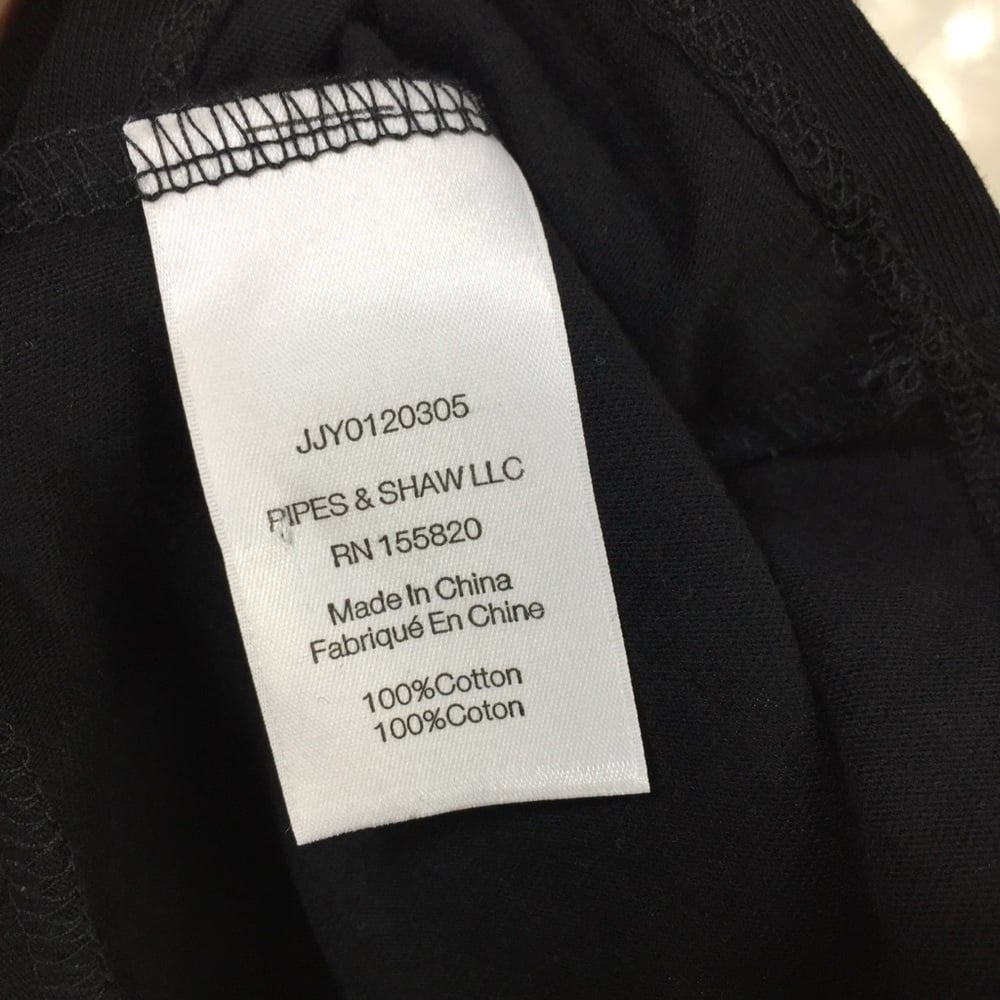 JJY0120305
PIPES & SHAW LLC
RN 155820
Made In China
Fabriqué En Chine
100%Cotton
100%Coton